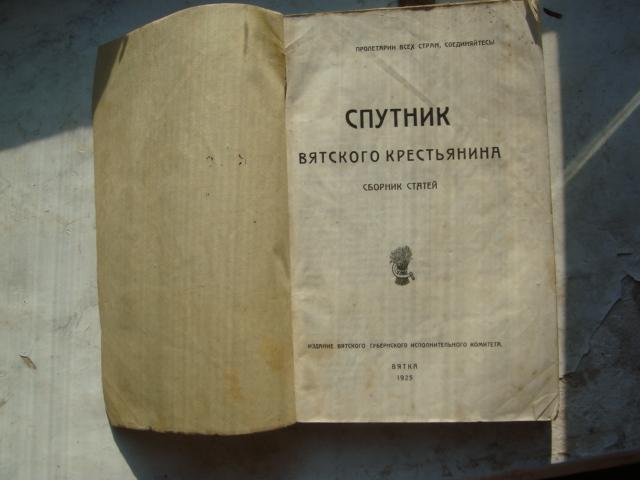 ПРОЛЕТАРИИ ВСЕХ СТРАН, СОЕДИНЯЙТЕСЬ
СПУТНИК
ВЯТСКОГО КРЕСТЬЯНИНА
СБОРНИК СТАТЕЙ
ИЗДАНИЕ ВЯТСКОГО ГУБЕРНСКОГО ИСПОЛНИТЕЛЬНОГО КОМИТЕТА.
ВЯТКА
1925